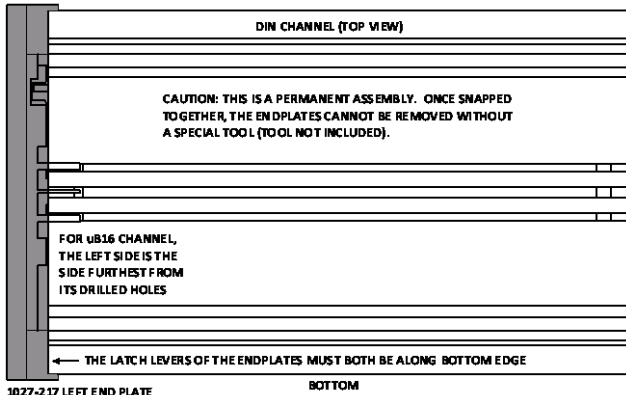 DIN CHANNEL (TOP VIEW)
CAUTION: THIS IS A PERMANENT ASSEMBLY. ONCE SNAPPED
TOGETHER, THE ENDPLATES CANNOT BE REMOVED WITHOUT
A SPECIAL TOOL (TOOL NOT INCLUDED).
FOR uB16 CHANNEL,
THE LEFT SIDE IS THE
SIDE FURTHEST FROM
ITS DRILLED HOLES
THE LATCH LEVERS OF THE ENDPLATES MUST BOTH BE ALONG BOTTOM EDGE
BOTTOM
1027-217 LEFT END PLATE